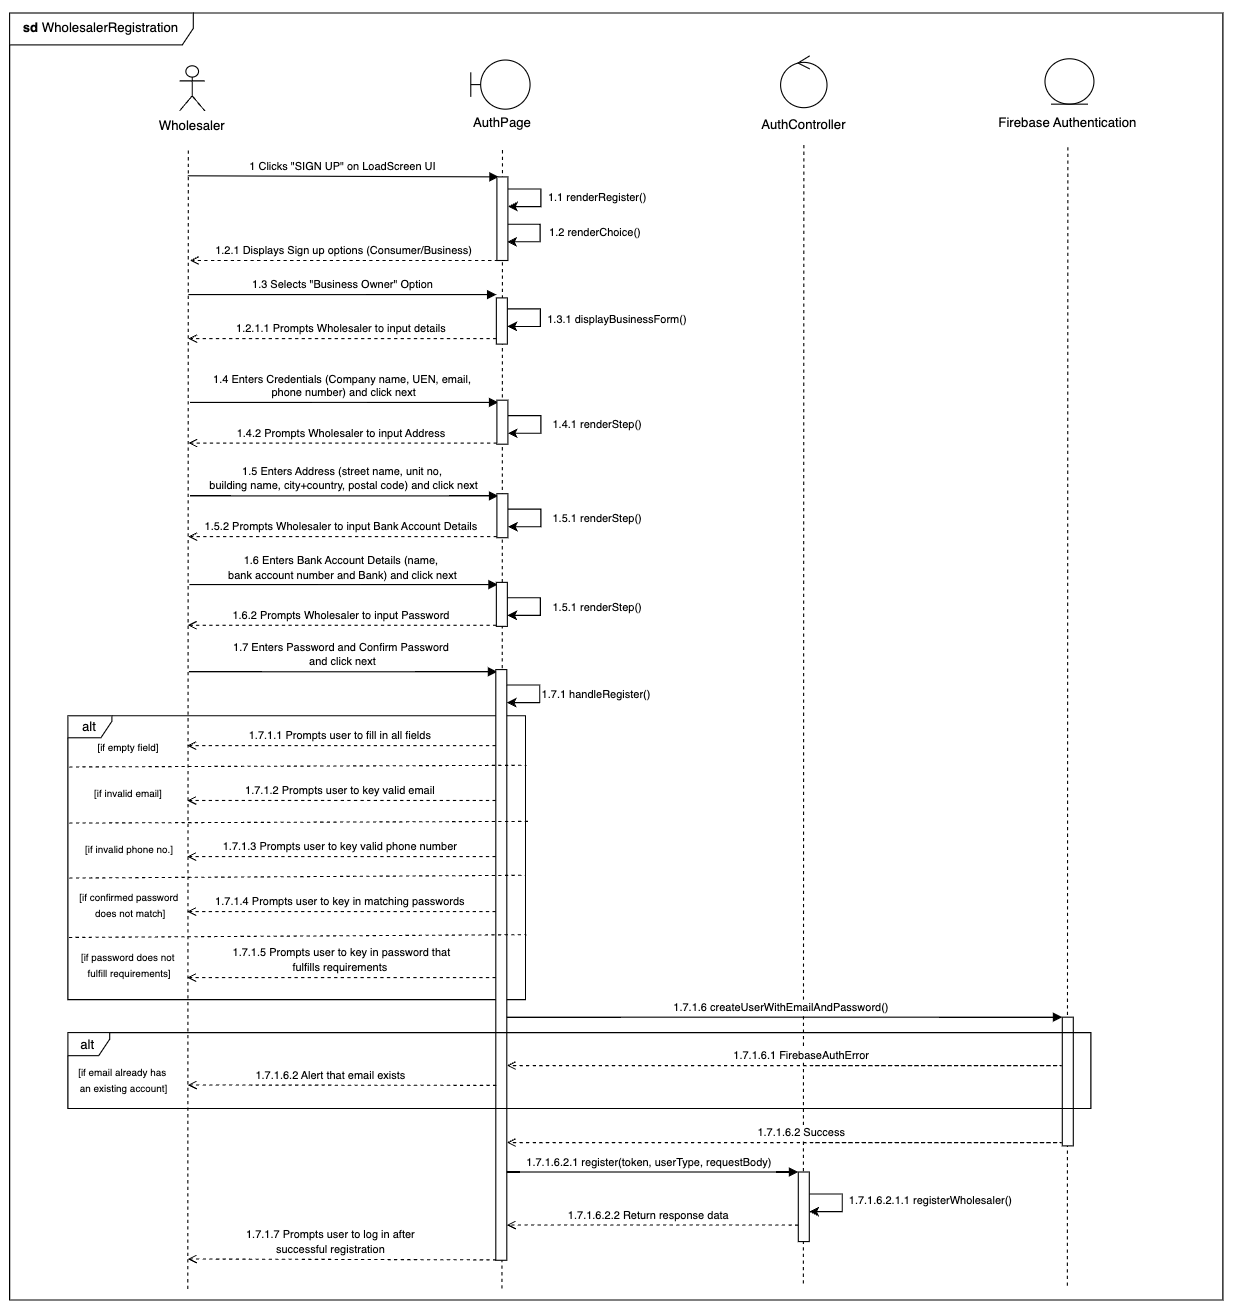 sd WholesalerRegistration
Wholesaler
AuthPage
AuthController
Firebase Authentication
1 Clicks "SIGN UP" on LoadScreen UI
1.1 renderRegister()
1.2 renderChoice()
1.2.1 Displays Sign up options (Consumer/Business)
1.3 Selects "Business Owner" Option
1.3.1 displayBusinessForm()
1.2.1.1 Prompts Wholesaler to input details
1.4 Enters Credentials (Company name, UEN, email,
phone number) and click next
1.4.1 renderStep()
1.4.2 Prompts Wholesaler to input Address
1.5 Enters Address (street name, unit no,
building name, city+country, postal code) and click next
1.5.1 renderStep()
1.5.2 Prompts Wholesaler to input Bank Account Details
1.6 Enters Bank Account Details (name,
bank account number and Bank) and click next
1.5.1 renderStep()
1.6.2 Prompts Wholesaler to input Password
1.7 Enters Password and Confirm Password
and click next
1.7.1 handleRegister()
alt
[if empty field]
1.7.1.1 Prompts user to fill in all fields
[if invalid email]
1.7.1.2 Prompts user to key valid email
[if invalid phone no.]
1.7.1.3 Prompts user to key valid phone number
[if confirmed password
does not match]
1.7.1.4 Prompts user to key in matching passwords
[if password does not
fulfill requirements]
1.7.1.5 Prompts user to key in password that
fulfills requirements
1.7.1.6 createUserWithEmailAndPassword()
alt
[if email already has
an existing account]
1.7.1.6.1 FirebaseAuthError
1.7.1.6.2 Alert that email exists
1.7.1.6.2 Success
1.7.1.6.2.1 register(token, userType, requestBody)
1.7.1.6.2.1.1 registerWholesaler()
1.7.1.6.2.2 Return response data
1.7.1.7 Prompts user to log in after
successful registration